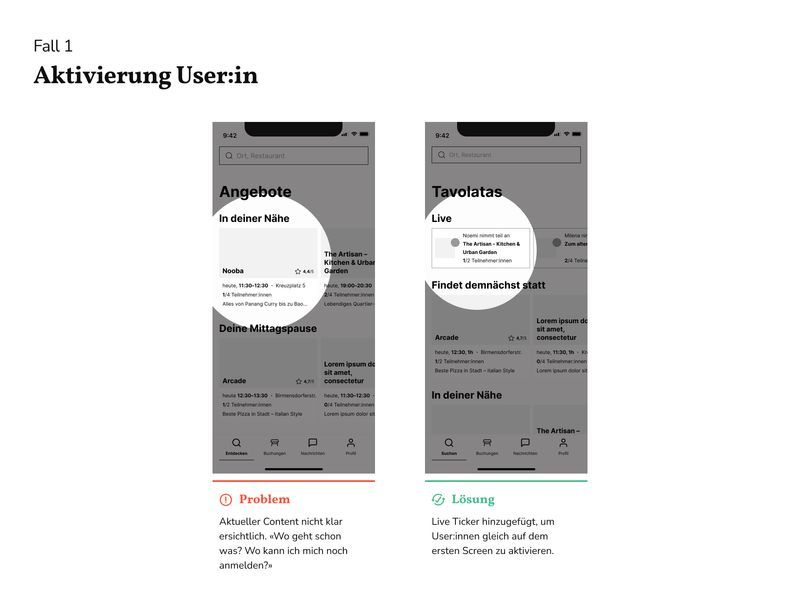 Fall 1
Aktivierung User:in
9:42
Ort, Restaurant
Angebote
In deiner Nähe
Nooba
4,4/5
heute, 11:30–12:30 · Kreuzplatz 5
1/4 Teilnehmer:innen
Alles von Panang Curry bis zu Bao...
The Artisan –
Kitchen & Urban
Garden
heute, 19:00–20:30
2/4 Teilnehmer:innen
Lebendiges Quartier-
Deine Mittagspause
Arcade
4,7/5
heute 12:30–13:30 · Birmensdorferstr.
1/2 Teilnehmer:innen
Beste Pizza in Stadt – Italian Style
Lorem ipsum do
sit amet,
consectetur
heute, 11:30–12:30
0/4 Teilnehmer:innen
Lorem ipsum dolor
Entdecken
Buchungen
Nachrichten
Profil
9:42
Ort, Restaurant
Tavolatas
Live
Noemi nimmt teil an
The Artisan – Kitchen &
Urban Garden
1/2 Teilnehmer:innen
Milena nim
Zum alten
2/4 Teilne
Findet demnächst statt
Arcade
4,7/5
heute, 12:30, 1h · Birmensdorferstr.
1/2 Teilnehmer:innen
Beste Pizza in Stadt – Italian Style
Lorem ipsum dol
sit amet,
consectetur
heute, 11:30, 1h · Kr
0/4 Teilnehmer:innen
Lorem ipsum dolor sit
In deiner Nähe
The Artisan –
Suchen
Buchungen
Nachrichten
Profil
Problem
Aktueller Content nicht klar
ersichtlich. «Wo geht schon
was? Wo kann ich mich noch
anmelden?»
Lösung
Live Ticker hinzugefügt, um
User:innen gleich auf dem
ersten Screen zu aktivieren.